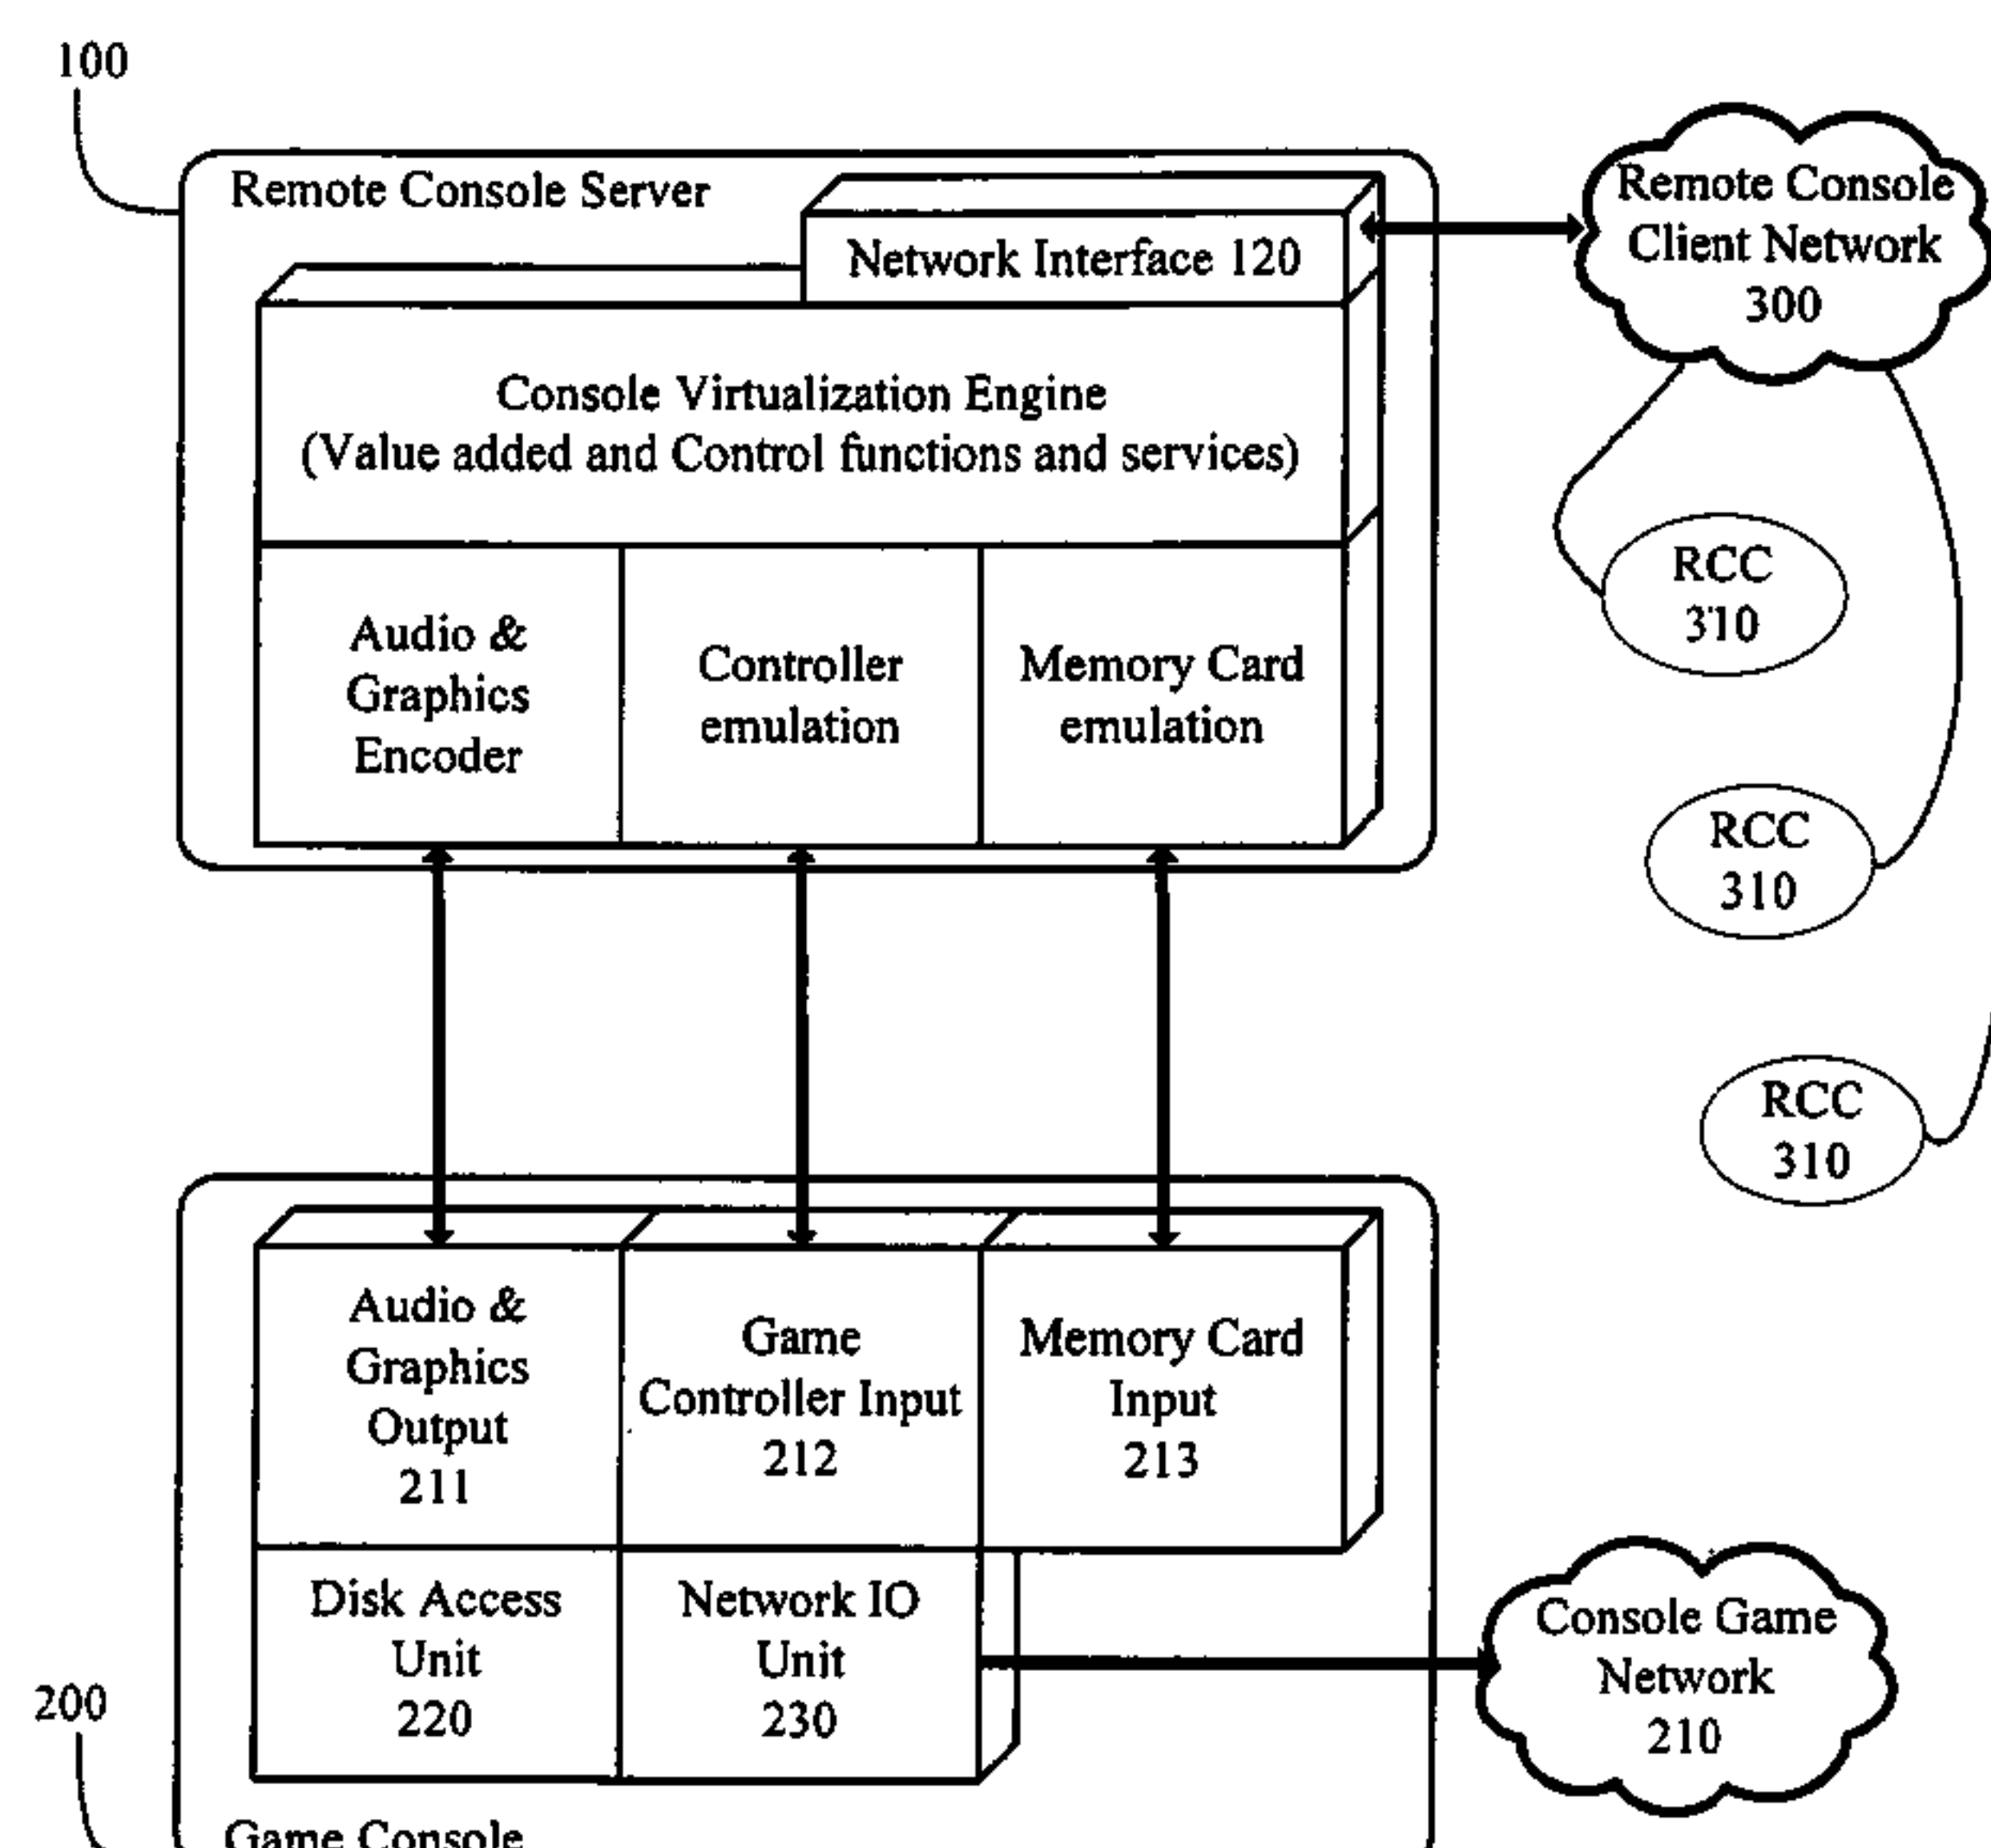 100
Remote Console Server
Network Interface 120
Remote Console
Client Network
300
Console Virtualization Engine
(Value added and Control functions and services)
Audio &
Graphics
Encoder
Controller
emulation
Memory Card
emulation
RCC
310
RCC
310
RCC
310
Audio &
Graphics
Output
211
Game
Controller Input
212
Memory Card
Input
213
Disk Access
Unit
220
Network IO
Unit
230
Console Game
Network
210
200
Game Console